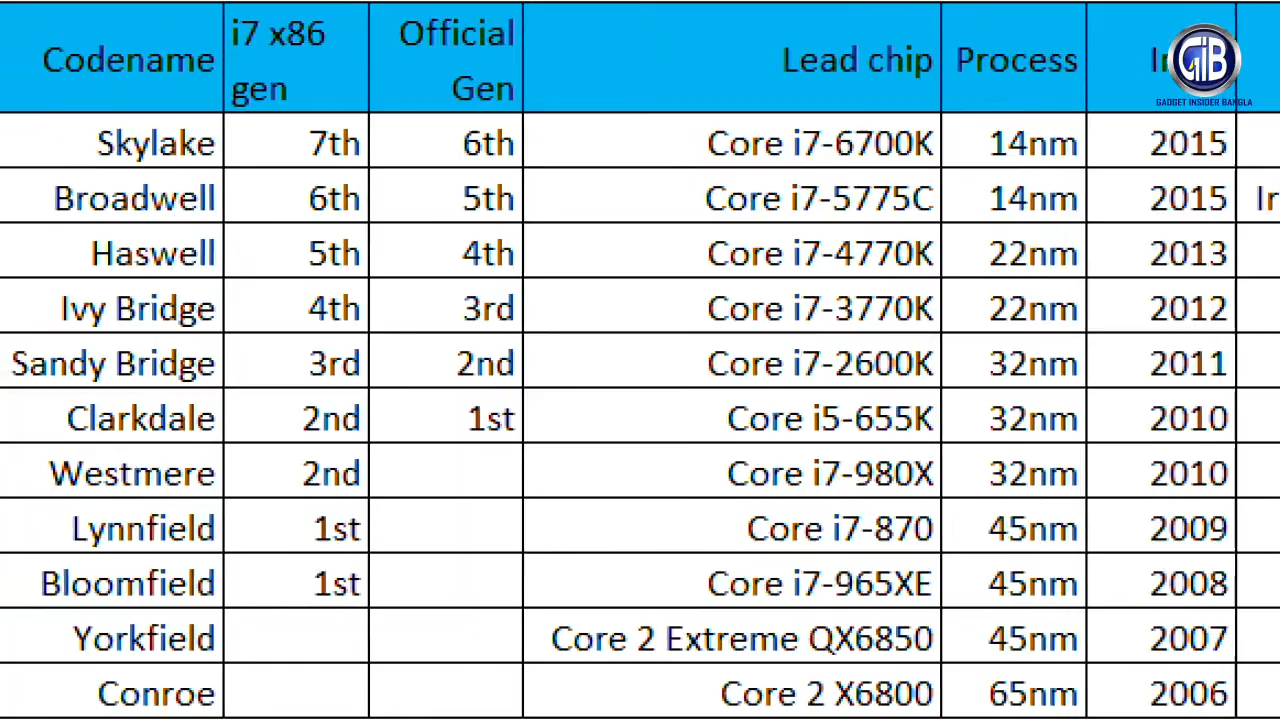 Codename i7 x86 gen Official Gen Lead chip Process
GIB
GADGET INSIDER BANGLA
Skylake 7th 6th Core i7-6700K 14nm 2015
Broadwell 6th 5th Core i7-5775C 14nm 2015
Haswell 5th 4th Core i7-4770K 22nm 2013
Ivy Bridge 4th 3rd Core i7-3770K 22nm 2012
Sandy Bridge 3rd 2nd Core i7-2600K 32nm 2011
Clarkdale 2nd 1st Core i5-655K 32nm 2010
Westmere 2nd Core i7-980X 32nm 2010
Lynnfield 1st Core i7-870 45nm 2009
Bloomfield 1st Core i7-965XE 45nm 2008
Yorkfield Core 2 Extreme QX6850 45nm 2007
Conroe Core 2 X6800 65nm 2006